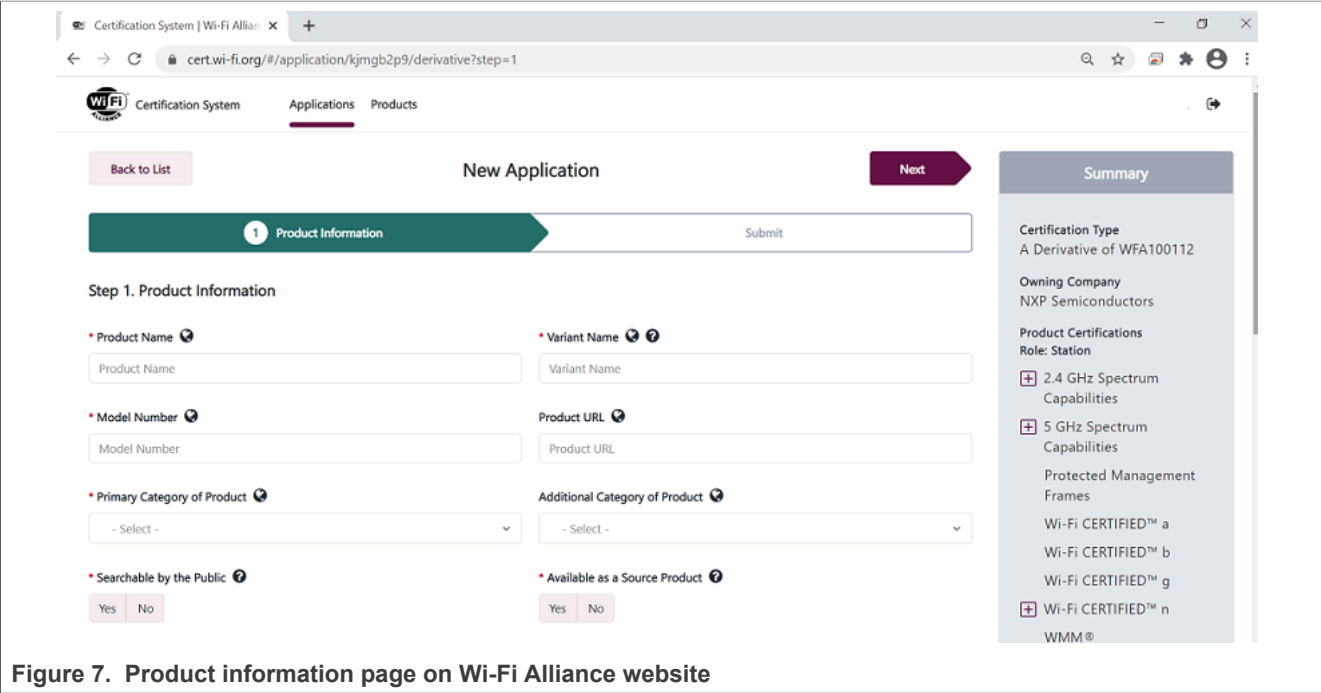 Certification System | Wi-Fi Allian
cert.wi-fi.org/#/application/kjmgb2p9/derivative?step=1
Wi Fi ALLIANCE Certification System Applications Products
Back to List New Application Next
1 Product Information Submit
Step 1. Product Information
* Product Name * Variant Name
Product Name Variant Name
* Model Number Product URL
Model Number Product URL
* Primary Category of Product Additional Category of Product
- Select - - Select -
* Searchable by the Public * Available as a Source Product
Yes No Yes No
Summary
Certification Type
A Derivative of WFA100112
Owning Company
NXP Semiconductors
Product Certifications
Role: Station
2.4 GHz Spectrum
Capabilities
5 GHz Spectrum
Capabilities
Protected Management
Frames
Wi-Fi CERTIFIED™ a
Wi-Fi CERTIFIED™ b
Wi-Fi CERTIFIED™ g
Wi-Fi CERTIFIED™ n
WMM®
Figure 7. Product information page on Wi-Fi Alliance website